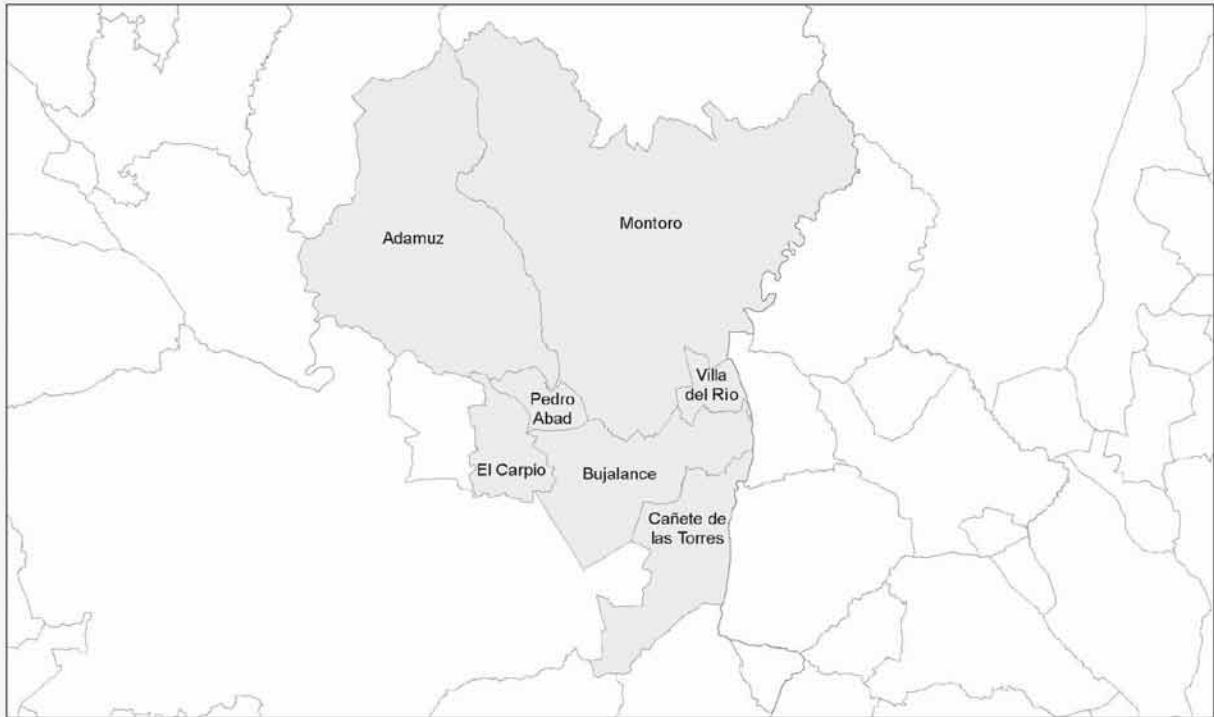 Adamuz
Montoro
Villa
del Rio
Pedro
Abad
El Carpio
Bujalance
Cañete de
las Torres